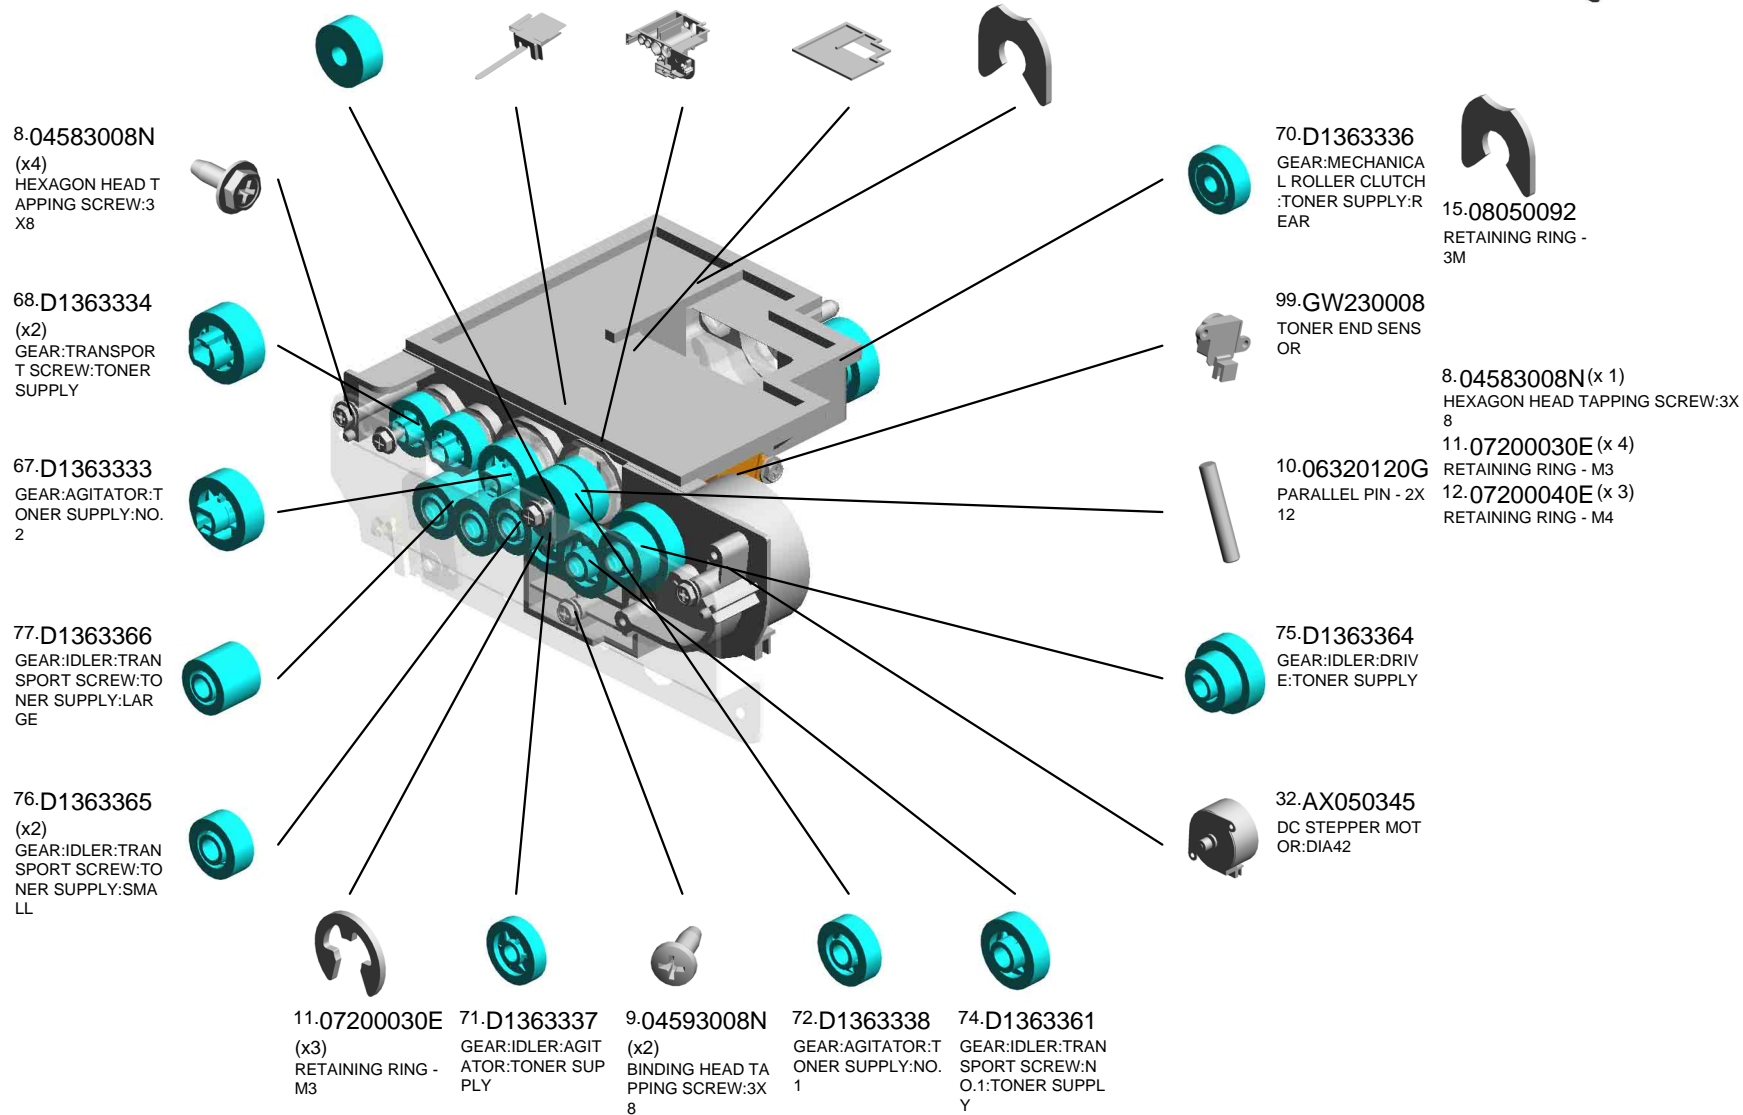 8.04583008N
(x4)
HEXAGON HEAD T
APPING SCREW:3
X8
68.D1363334
(x2)
GEAR:TRANSPOR
T SCREW:TONER
SUPPLY
67.D1363333
GEAR:AGITATOR:T
ONER SUPPLY:NO.
2
77.D1363366
GEAR:IDLER:TRAN
SPORT SCREW:TO
NER SUPPLY:LAR
GE
76.D1363365
(x2)
GEAR:IDLER:TRAN
SPORT SCREW:TO
NER SUPPLY:SMA
LL
11.07200030E
(x3)
RETAINING RING -
M3
71.D1363337
GEAR:IDLER:AGIT
ATOR:TONER SUP
PLY
9.04593008N
(x2)
BINDING HEAD TA
PPING SCREW:3X
8
72.D1363338
GEAR:AGITATOR:T
ONER SUPPLY:NO.
1
74.D1363361
GEAR:IDLER:TRAN
SPORT SCREW:N
O.1:TONER SUPPL
Y
70.D1363336
GEAR:MECHANICA
L ROLLER CLUTCH
:TONER SUPPLY:R
EAR
99.GW230008
TONER END SENS
OR
10.06320120G
PARALLEL PIN - 2X
12
75.D1363364
GEAR:IDLER:DRIV
E:TONER SUPPLY
32.AX050345
DC STEPPER MOT
OR:DIA42
15.08050092
RETAINING RING -
3M
8.04583008N (x 1)
HEXAGON HEAD TAPPING SCREW:3X
8
11.07200030E (x 4)
RETAINING RING - M3
12.07200040E (x 3)
RETAINING RING - M4